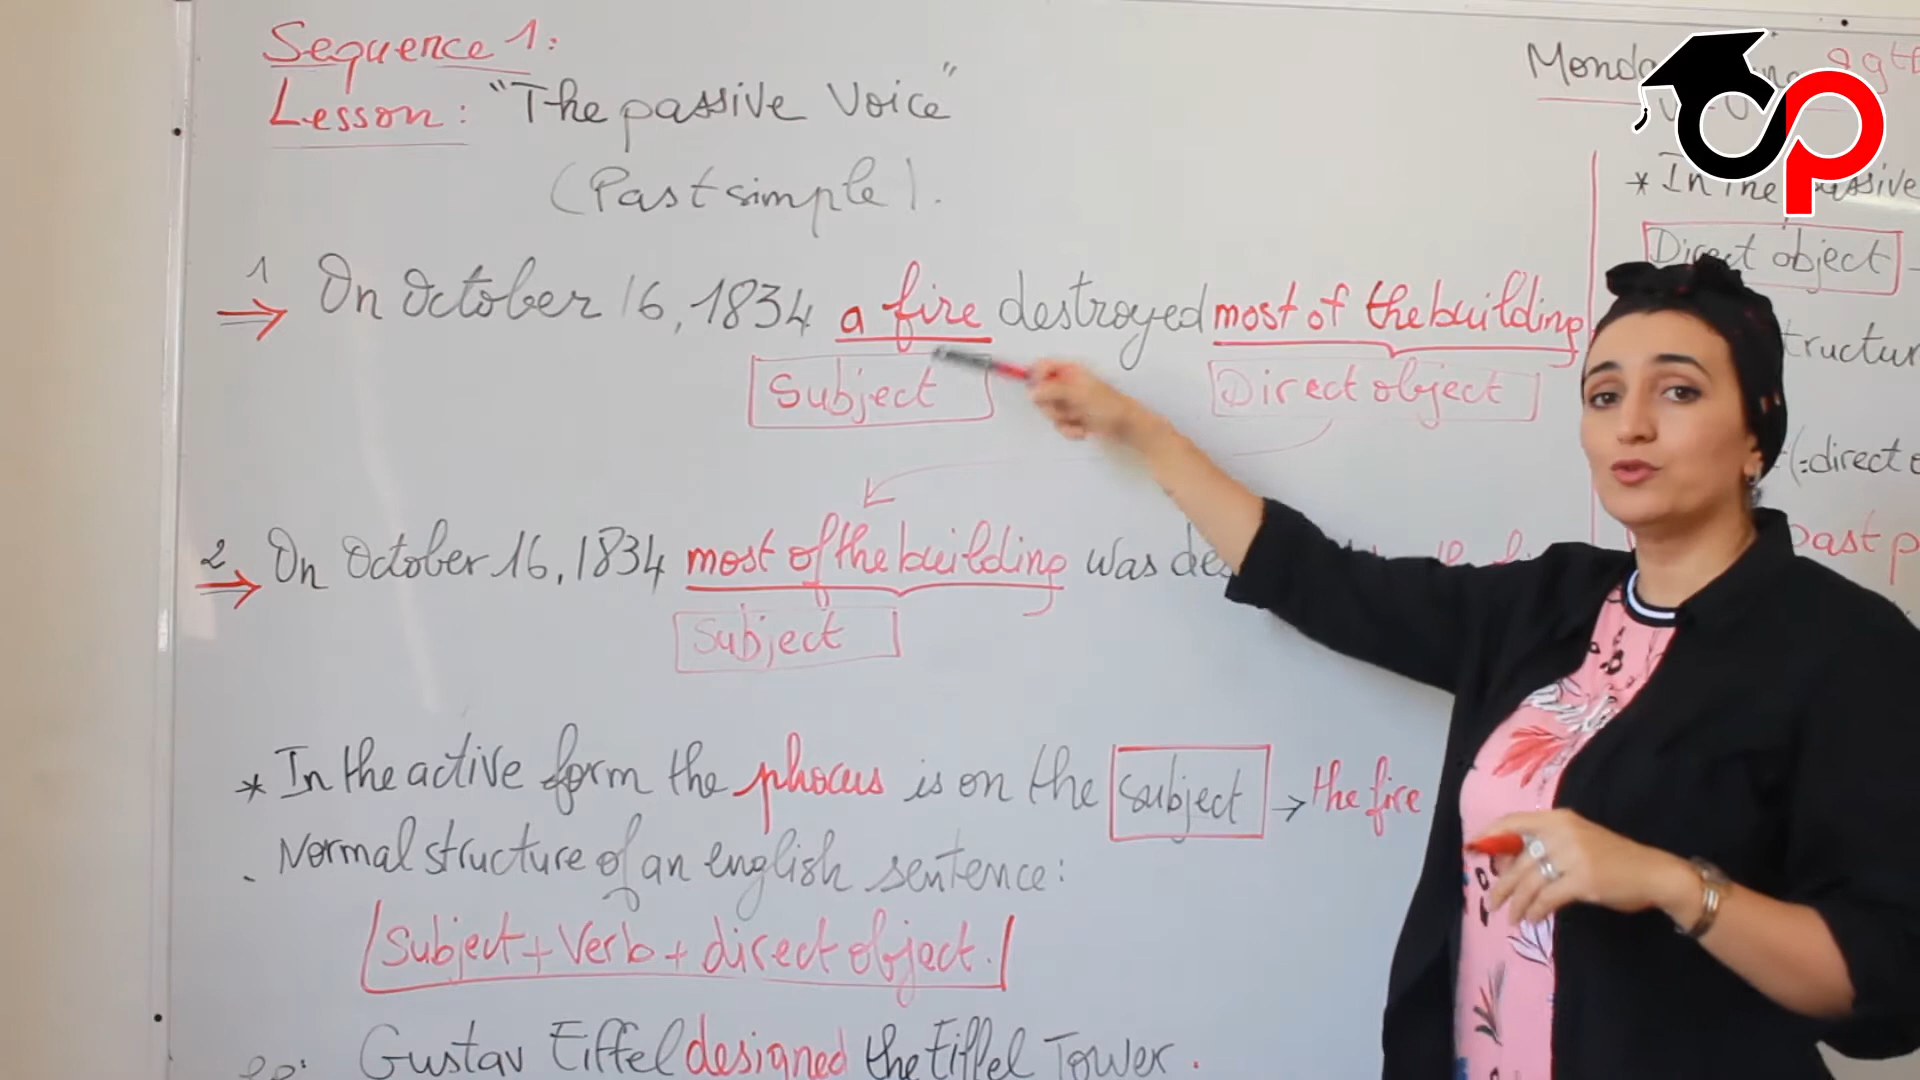 Sequence 1:
Lesson: "The passive Voice"
(Past simple).
1 On October 16, 1834 a fire destroyed most of the building
Subject
Direct object
2 On October 16, 1834 most of the building was
Subject
* In the active form the phocus is on the subject → the fire
- Normal structure of an english sentence:
Subject + Verb + direct object.
Gustav Eiffel designed the Eiffel Tower.
* In the
Direct object
(=direct
past